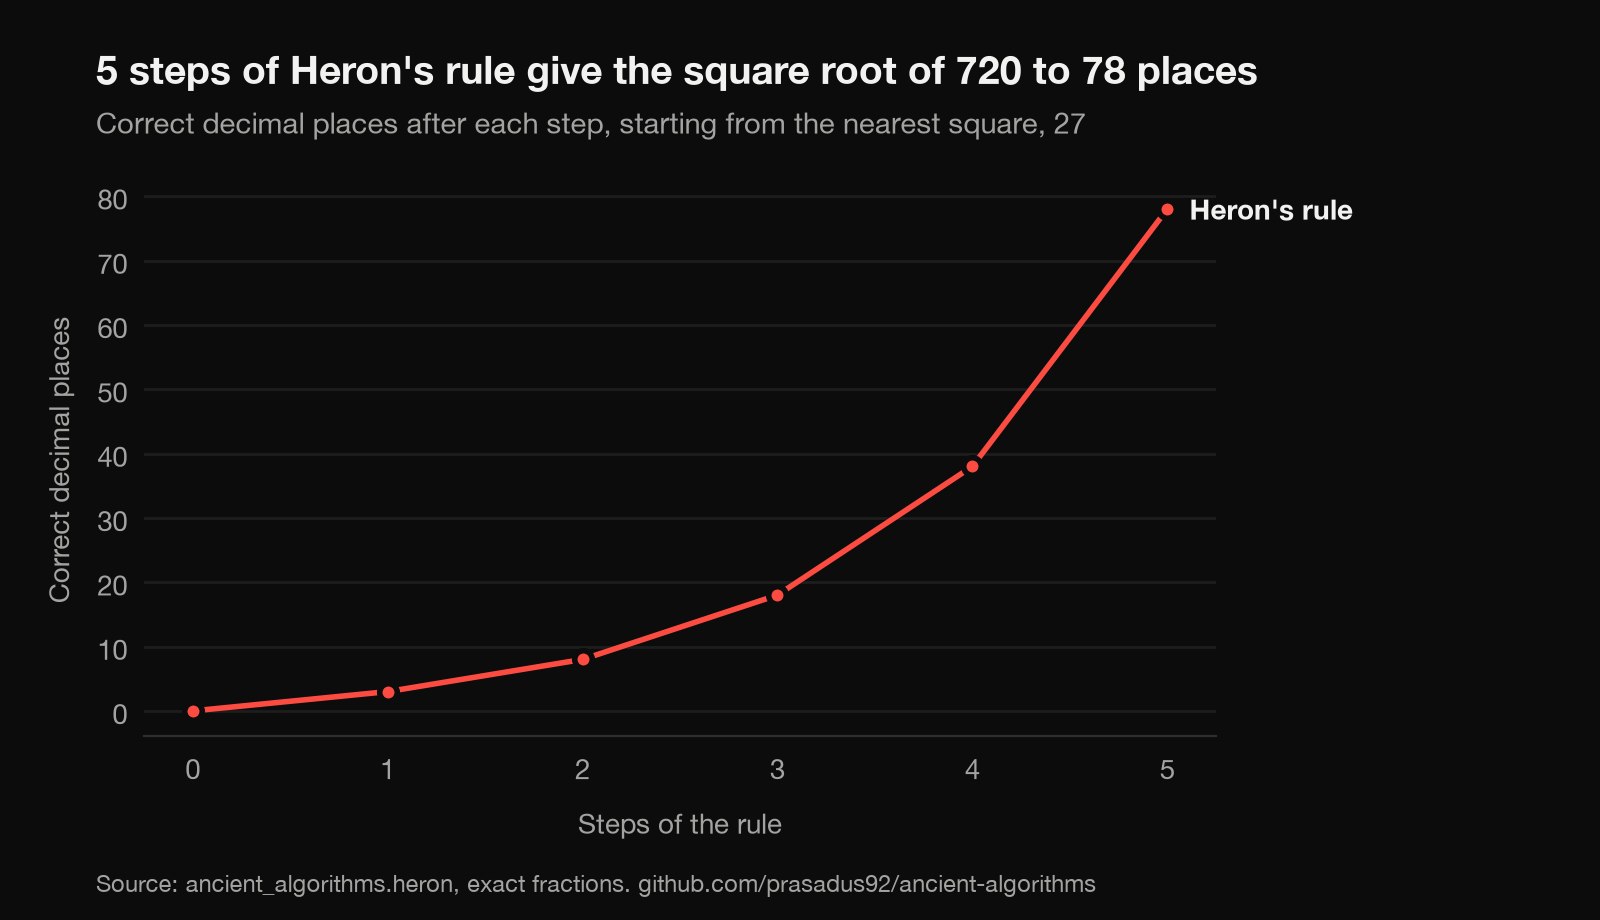 5 steps of Heron's rule give the square root of 720 to 78 places
Correct decimal places after each step, starting from the nearest square, 27
Correct decimal places
80
70
60
50
40
30
20
10
0
Heron's rule
0 1 2 3 4 5
Steps of the rule
Source: ancient_algorithms.heron, exact fractions. github.com/prasadus92/ancient-algorithms